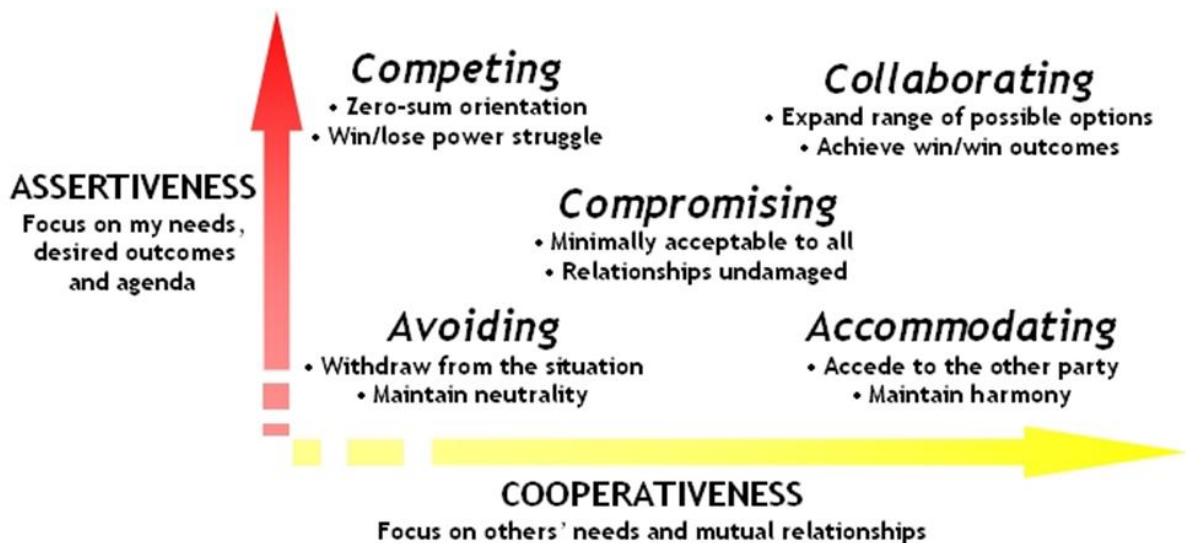 Competing
• Zero-sum orientation
• Win/lose power struggle
Collaborating
• Expand range of possible options
• Achieve win/win outcomes
ASSERTIVENESS
Focus on my needs,
desired outcomes
and agenda
Compromising
• Minimally acceptable to all
• Relationships undamaged
Avoiding
• Withdraw from the situation
• Maintain neutrality
Accommodating
• Accede to the other party
• Maintain harmony
COOPERATIVENESS
Focus on others' needs and mutual relationships